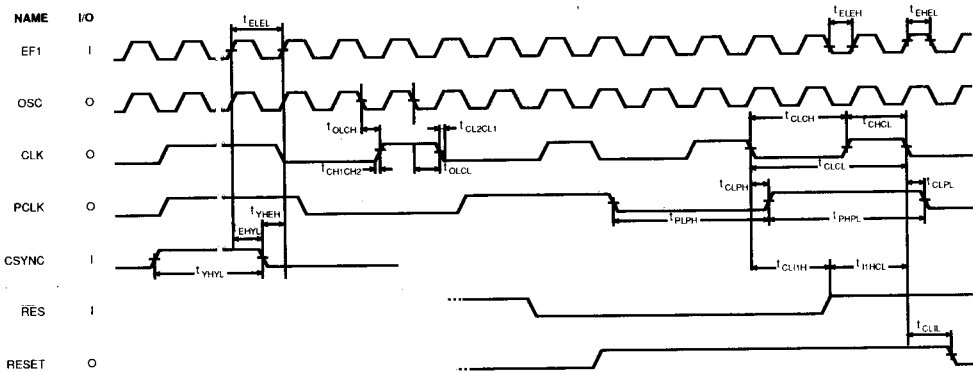 NAME I/O
tELEL tELEH tEHEL
EF1 I
OSC O
tOLCH tCL2CL1 tCLCH tCHCL
CLK O
tCH1CH2 tOLCL tCLCL
tCLPH tCLPL
PCLK O
tYHEH tPLPH tPHPL
tEHYL
CSYNC I
tYHYL tCLI1H tI1HCL
RES I
tCLIL
RESET O